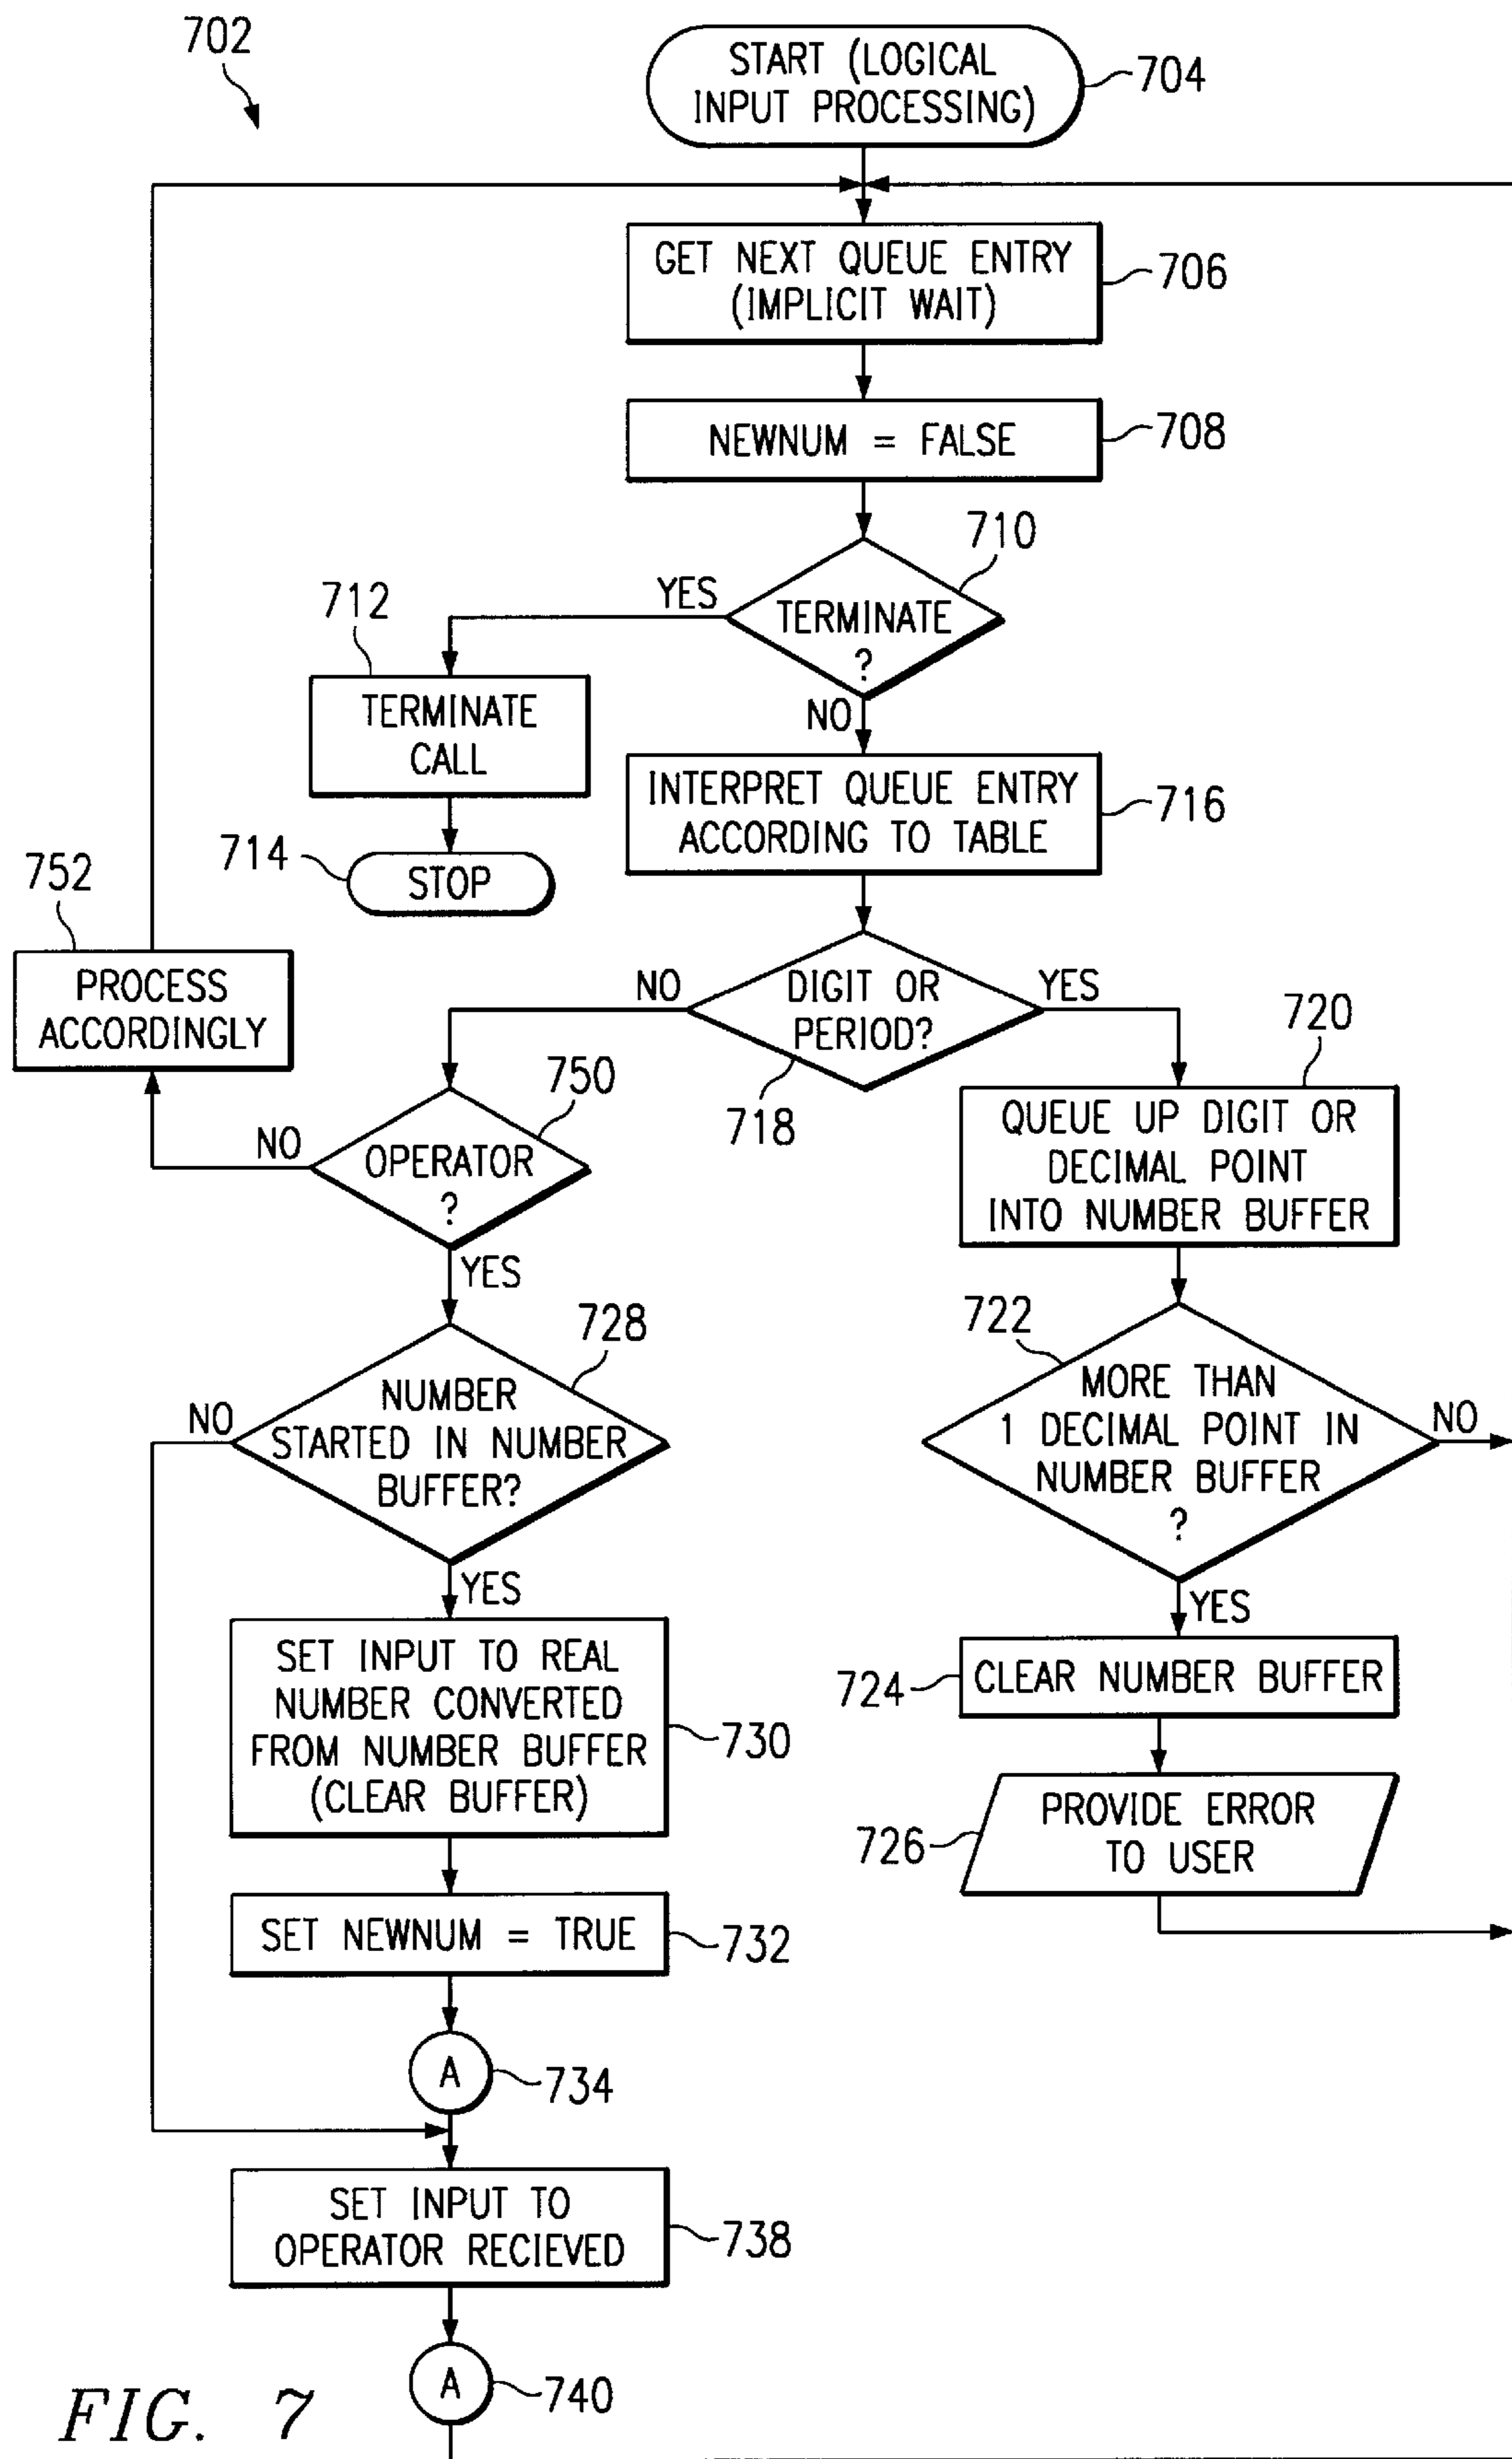 702
START (LOGICAL
INPUT PROCESSING)
704
GET NEXT QUEUE ENTRY
(IMPLICIT WAIT)
706
NEWNUM = FALSE
708
710
TERMINATE
?
YES
NO
712
TERMINATE
CALL
714
STOP
INTERPRET QUEUE ENTRY
ACCORDING TO TABLE
716
752
PROCESS
ACCORDINGLY
NO
DIGIT OR
PERIOD?
YES
718
720
QUEUE UP DIGIT OR
DECIMAL POINT
INTO NUMBER BUFFER
750
NO
OPERATOR
?
YES
722
MORE THAN
1 DECIMAL POINT IN
NUMBER BUFFER
?
NO
YES
728
NO
NUMBER
STARTED IN NUMBER
BUFFER?
YES
724
CLEAR NUMBER BUFFER
SET INPUT TO REAL
NUMBER CONVERTED
FROM NUMBER BUFFER
(CLEAR BUFFER)
730
726
PROVIDE ERROR
TO USER
SET NEWNUM = TRUE
732
A
734
SET INPUT TO
OPERATOR RECIEVED
738
A
740
FIG. 7